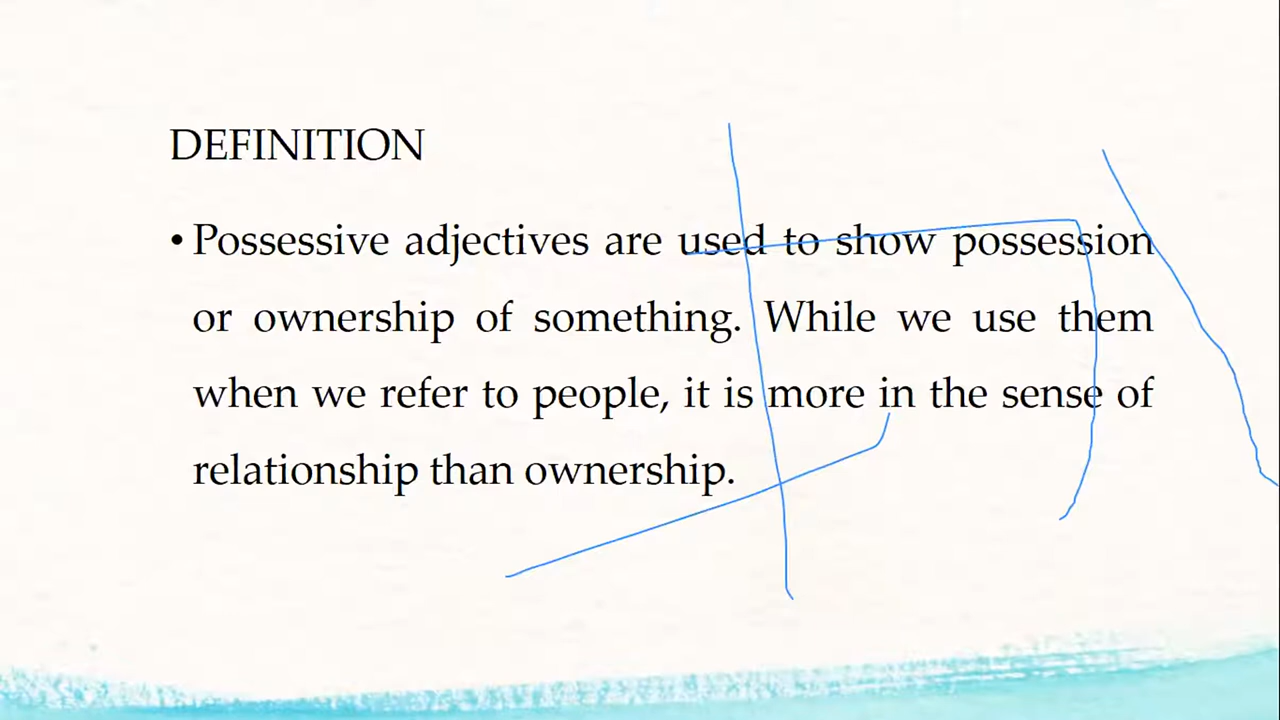 DEFINITION
• Possessive adjectives are used to show possession
or ownership of something. While we use them
when we refer to people, it is more in the sense of
relationship than ownership.